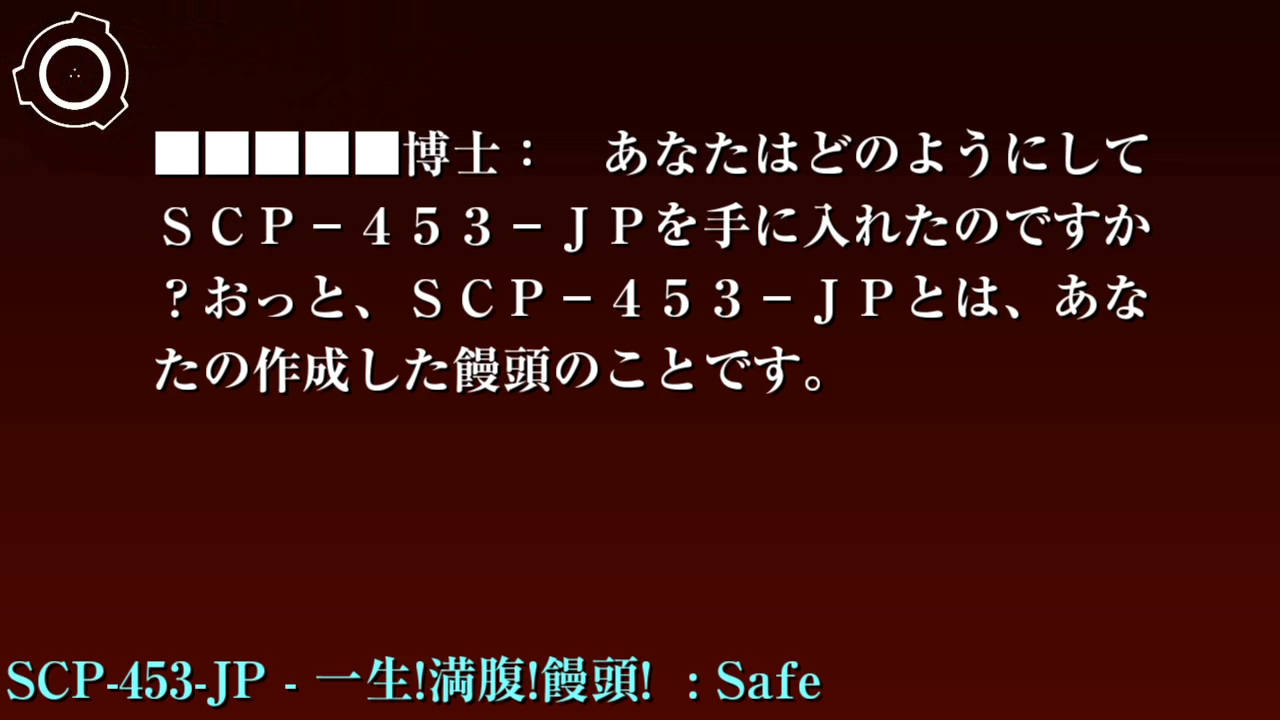 ■■■■■博士：　あなたはどのようにして
ＳＣＰ－４５３－ＪＰを手に入れたのですか
？おっと、ＳＣＰ－４５３－ＪＰとは、あな
たの作成した饅頭のことです。
SCP-453-JP - 一生!満腹!饅頭!  : Safe